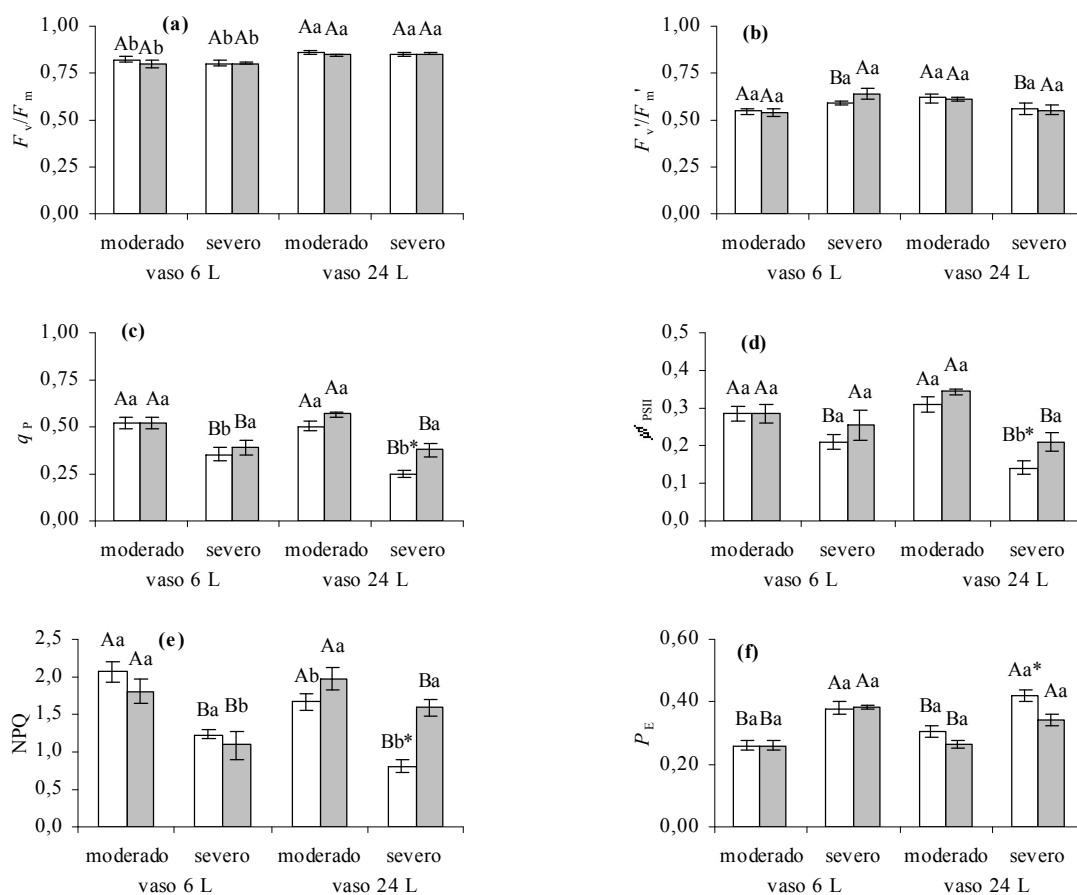 (a)
F v/F m
1,00
0,75
0,50
0,25
0,00
Ab Ab
Ab Ab
Aa Aa
Aa Aa
moderado severo moderado severo
vaso 6 L vaso 24 L
(b)
F v'/F m'
1,00
0,75
0,50
0,25
0,00
Aa Aa
Ba Aa
Aa Aa
Ba Aa
moderado severo moderado severo
vaso 6 L vaso 24 L
(c)
q P
1,00
0,75
0,50
0,25
0,00
Aa Aa
Bb Ba
Aa Aa
Bb* Ba
moderado severo moderado severo
vaso 6 L vaso 24 L
(d)
PSII
0,5
0,4
0,3
0,2
0,1
0,0
Aa Aa
Ba Aa
Aa Aa
Bb* Ba
moderado severo moderado severo
vaso 6 L vaso 24 L
(e)
NPQ
2,5
2,0
1,5
1,0
0,5
0,0
Aa Aa
Ba Bb
Ab Aa
Bb* Ba
moderado severo moderado severo
vaso 6 L vaso 24 L
(f)
P E
0,60
0,40
0,20
0,00
Ba Ba
Aa Aa
Ba Ba
Aa* Aa
moderado severo moderado severo
vaso 6 L vaso 24 L